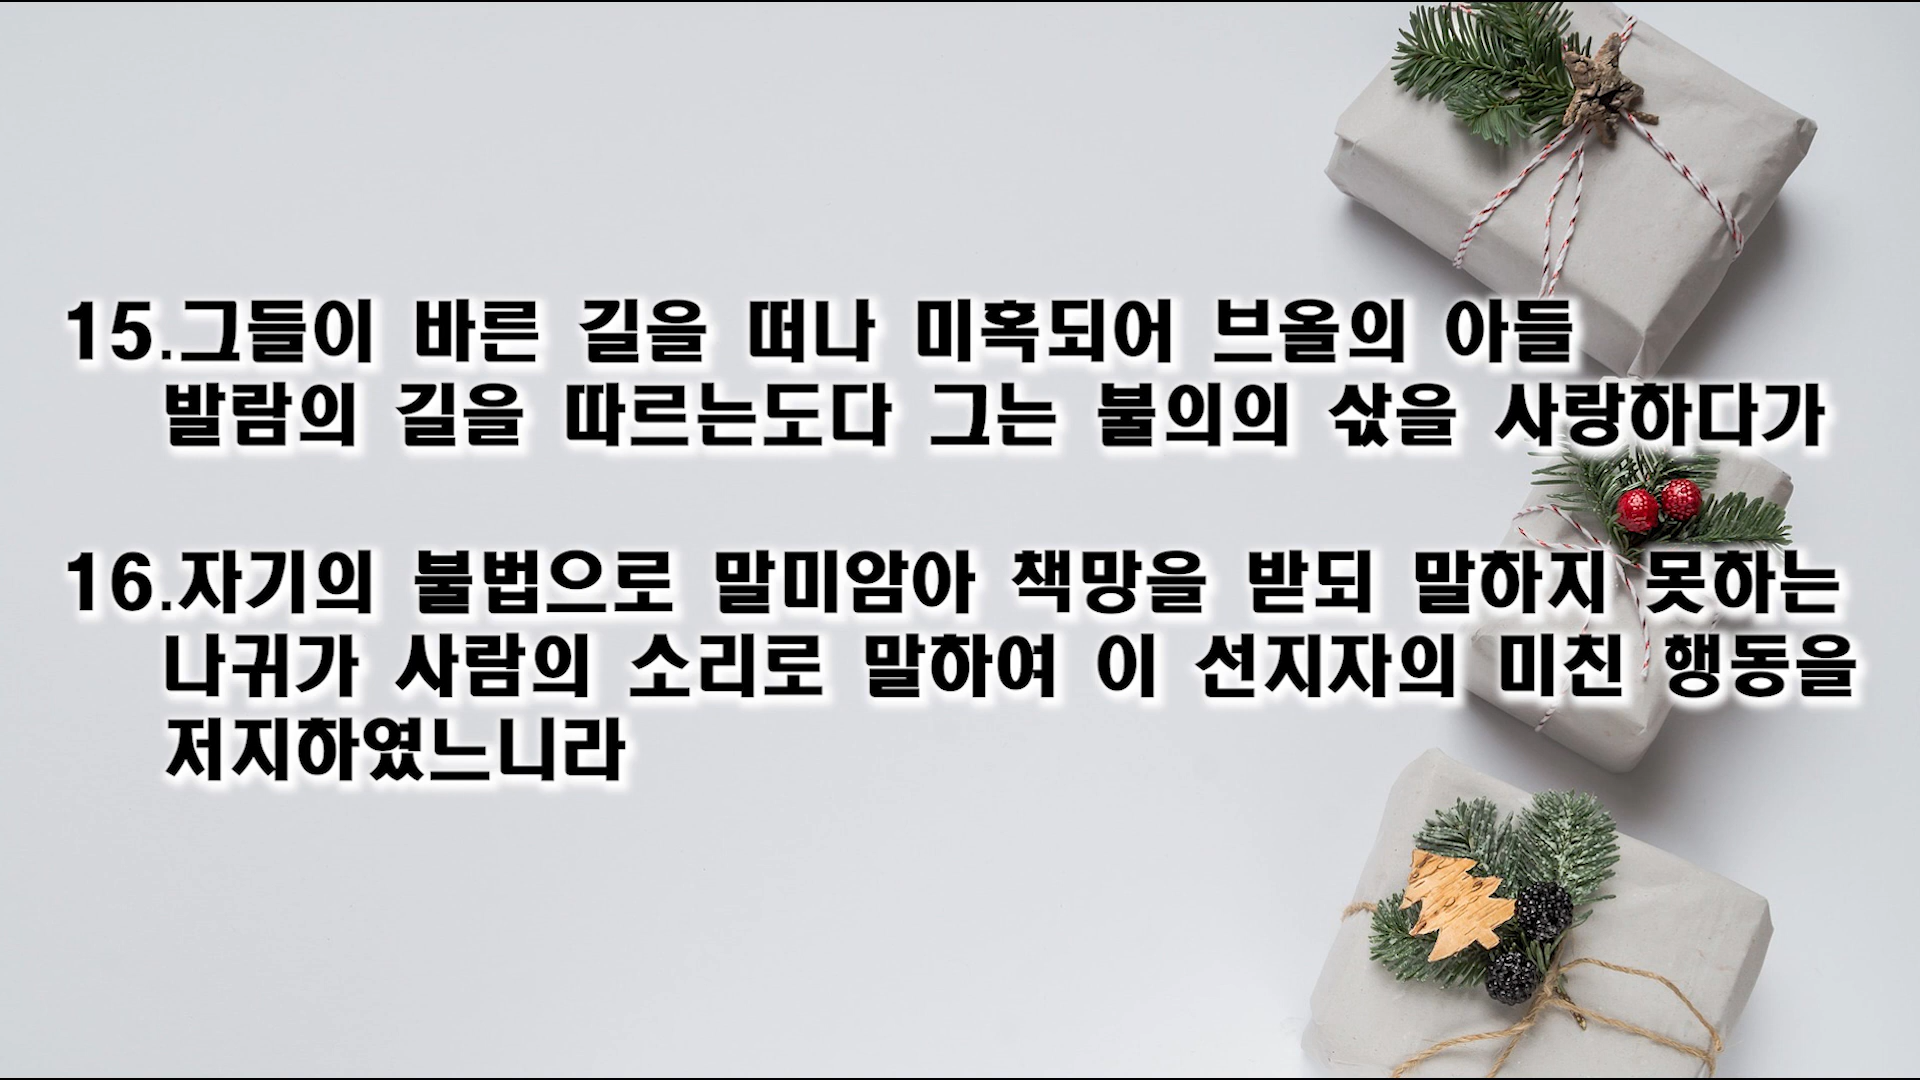 15.그들이 바른 길을 떠나 미혹되어 브올의 아들
발람의 길을 따르는도다 그는 불의의 삯을 사랑하다가
16.자기의 불법으로 말미암아 책망을 받되 말하지 못하는
나귀가 사람의 소리로 말하여 이 선지자의 미친 행동을
저지하였느니라